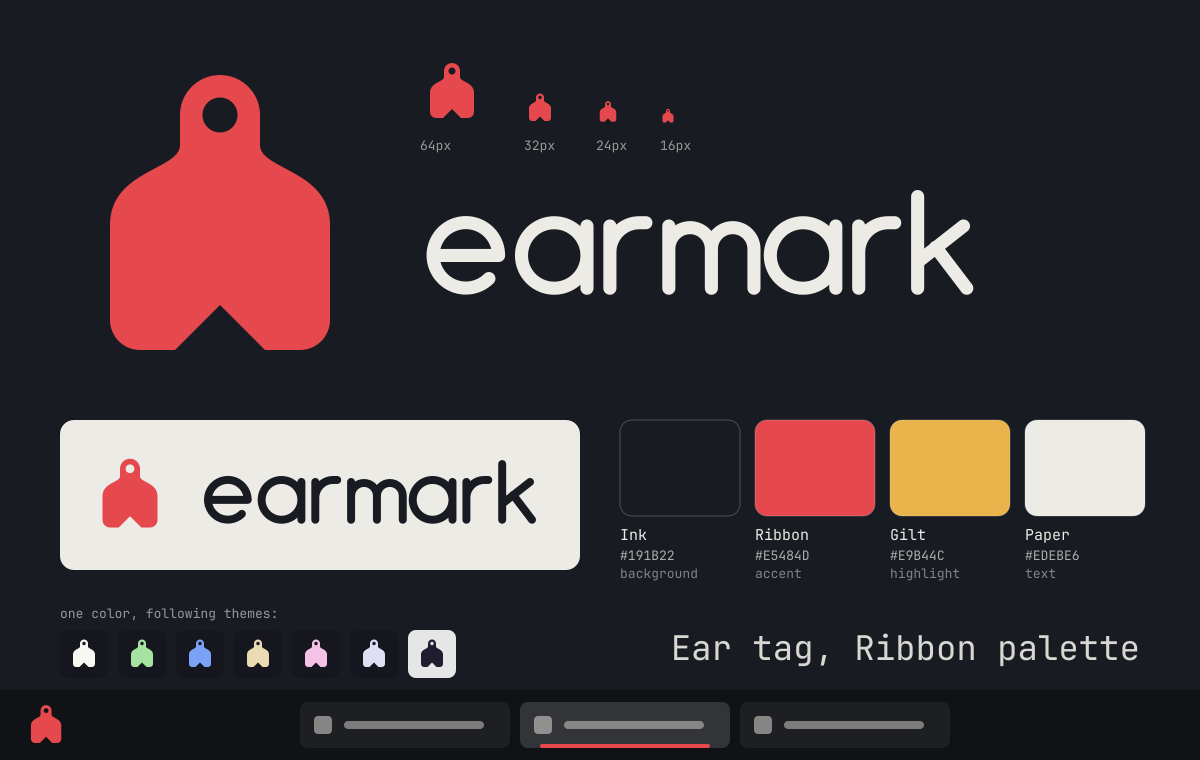 64px 32px 24px 16px
earmark
earmark
Ink Ribbon Gilt Paper
#191B22 #E5484D #E9B44C #EDEBE6
background accent highlight text
one color, following themes:
Ear tag, Ribbon palette